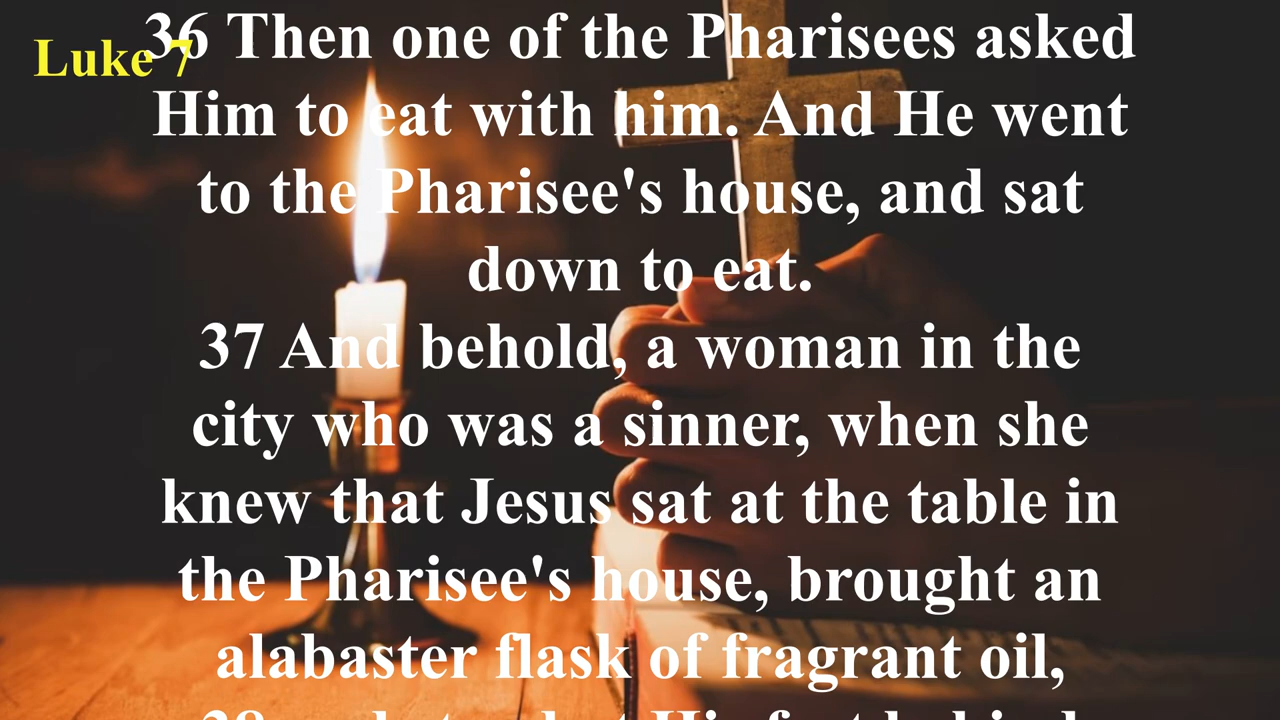 Luke 7
36 Then one of the Pharisees asked
Him to eat with him. And He went
to the Pharisee's house, and sat
down to eat.
37 And behold, a woman in the
city who was a sinner, when she
knew that Jesus sat at the table in
the Pharisee's house, brought an
alabaster flask of fragrant oil,